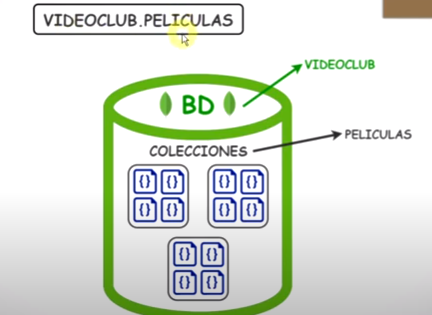 VIDEOCLUB.PELICULAS
VIDEOCLUB
BD
PELICULAS
COLECCIONES
{} {} {} {}
{} {} {} {}
{} {}
{} {}